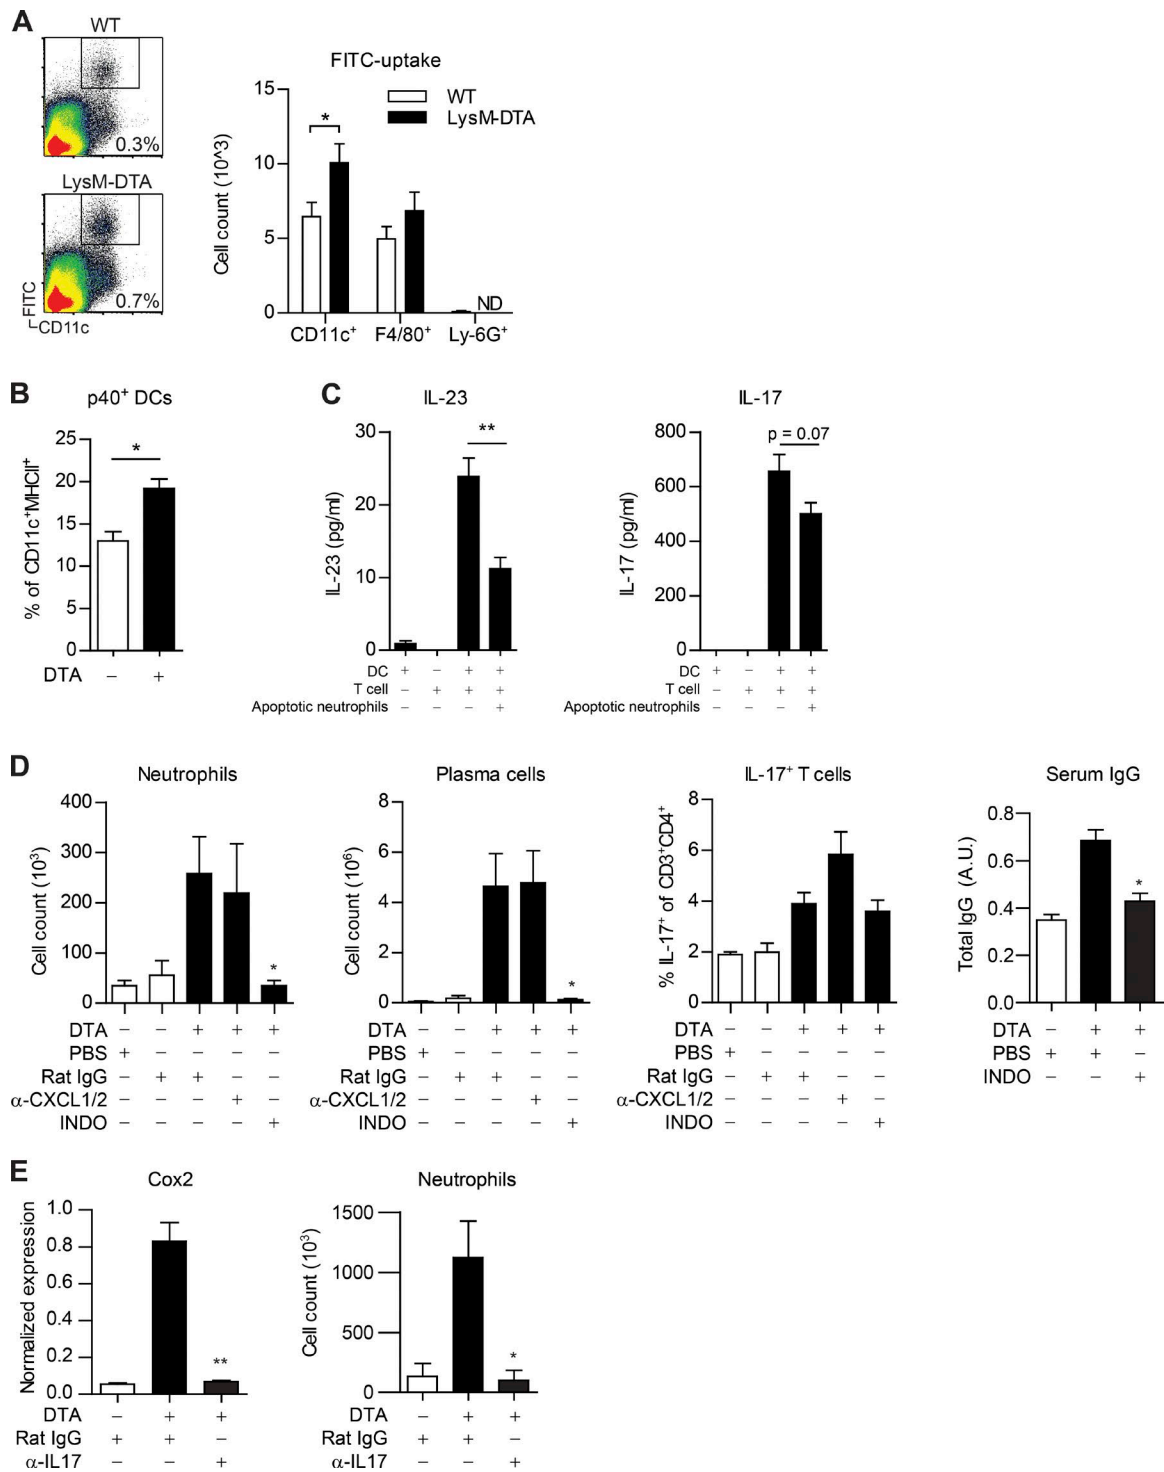 A
WT
0.3%
LysM-DTA
0.7%
FITC
CD11c
FITC-uptake
WT
LysM-DTA
*
Cell count (10^3)
15
10
5
0
ND
CD11c⁺ F4/80⁺ Ly-6G⁺
B
p40⁺ DCs
% of CD11c⁺MHCII⁺
25
20
15
10
5
0
*
DTA − +
C
IL-23
IL-23 (pg/ml)
30
20
10
0
**
DC + − + +
T cell − + + +
Apoptotic neutrophils − − − +
IL-17
IL-17 (pg/ml)
800
600
400
200
0
p = 0.07
DC + − + +
T cell − + + +
Apoptotic neutrophils − − − +
D
Neutrophils
Cell count (10³)
400
300
200
100
0
*
DTA − − + + +
PBS + − − − −
Rat IgG − + + − −
α-CXCL1/2 − − − + −
INDO − − − − +
Plasma cells
Cell count (10⁶)
8
6
4
2
0
*
DTA − − + + +
PBS + − − − −
Rat IgG − + + − −
α-CXCL1/2 − − − + −
INDO − − − − +
IL-17⁺ T cells
% IL-17⁺ of CD3⁺CD4⁺
8
6
4
2
0
DTA − − + + +
PBS + − − − −
Rat IgG − + + − −
α-CXCL1/2 − − − + −
INDO − − − − +
Serum IgG
Total IgG (A.U.)
0.8
0.6
0.4
0.2
0.0
*
DTA − + +
PBS + + −
INDO − − +
E
Cox2
Normalized expression
1.0
0.8
0.6
0.4
0.2
0.0
**
DTA − + +
Rat IgG + + −
α-IL17 − − +
Neutrophils
Cell count (10³)
1500
1000
500
0
*
DTA − + +
Rat IgG + + −
α-IL17 − − +